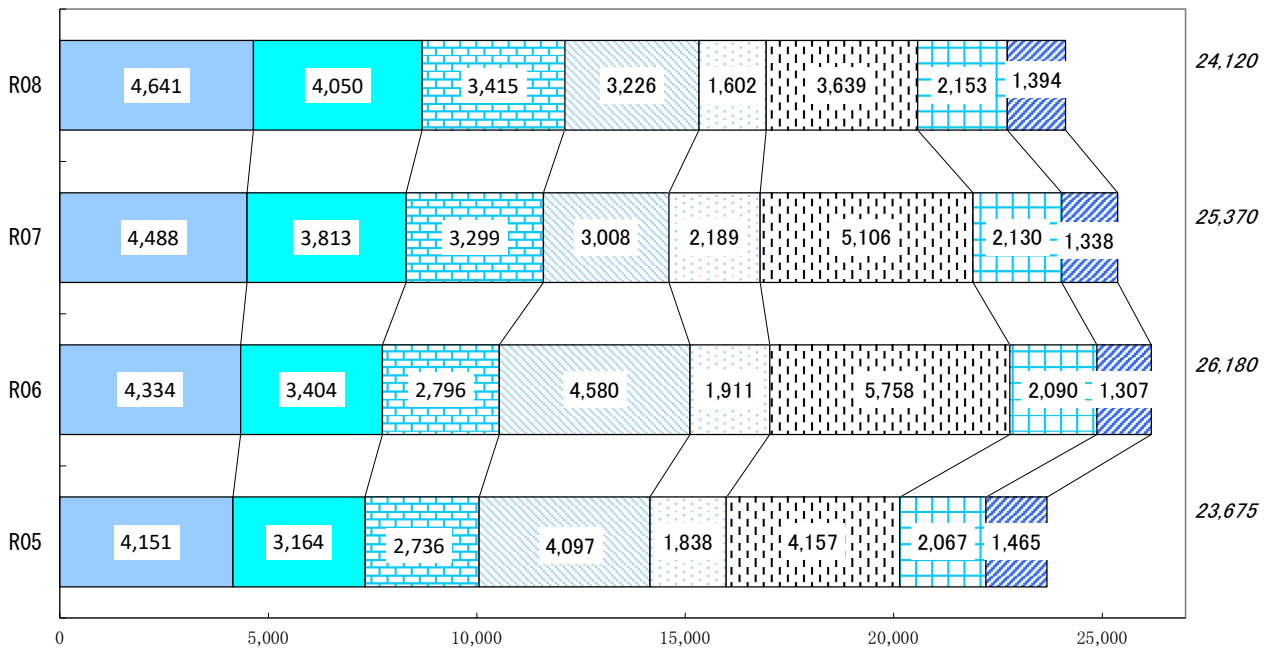 R08 4,641 4,050 3,415 3,226 1,602 3,639 2,153 1,394 24,120
R07 4,488 3,813 3,299 3,008 2,189 5,106 2,130 1,338 25,370
R06 4,334 3,404 2,796 4,580 1,911 5,758 2,090 1,307 26,180
R05 4,151 3,164 2,736 4,097 1,838 4,157 2,067 1,465 23,675
0 5,000 10,000 15,000 20,000 25,000